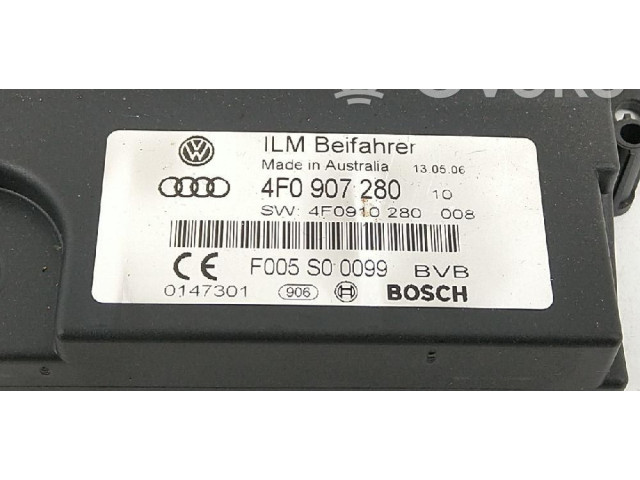 ILM Beifahrer
Made in Australia 13.05.06
4F0 907 280 10
SW: 4F0910 280 008
CE F005 S0 0099 BVB
0147301 906 BOSCH